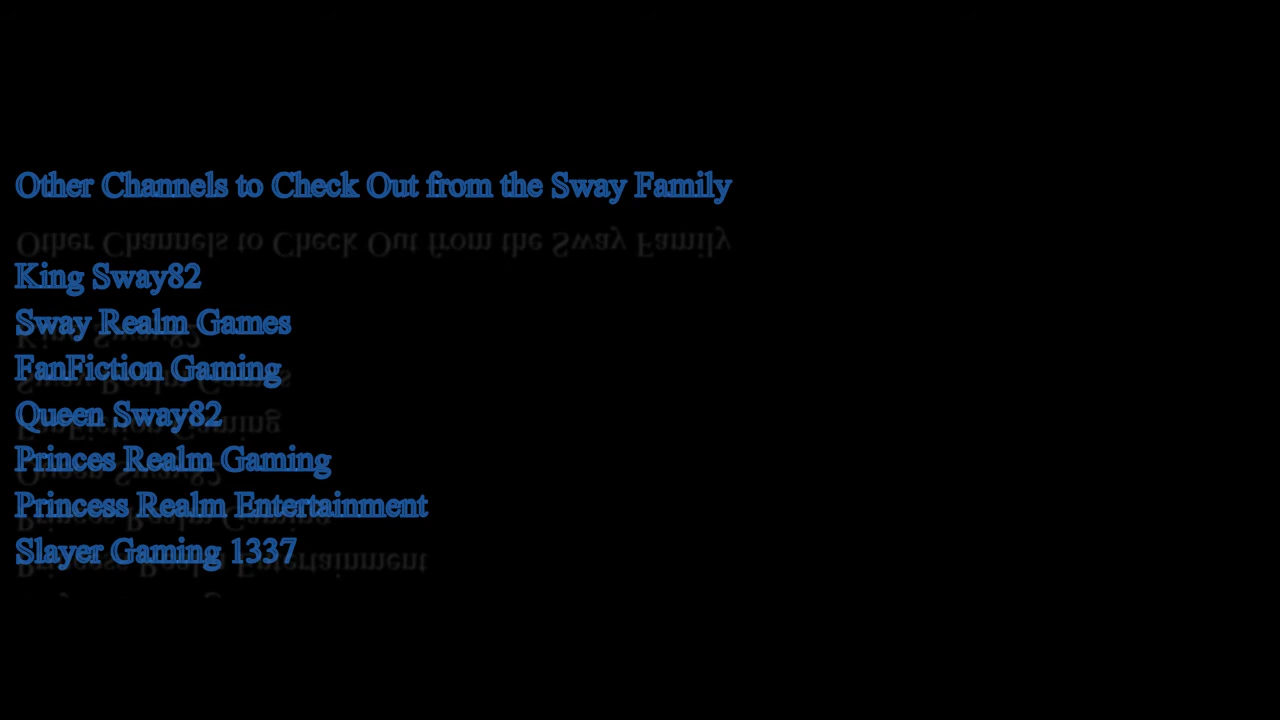 Other Channels to Check Out from the Sway Family
King Sway82
Sway Realm Games
FanFiction Gaming
Queen Sway82
Princes Realm Gaming
Princess Realm Entertainment
Slayer Gaming 1337